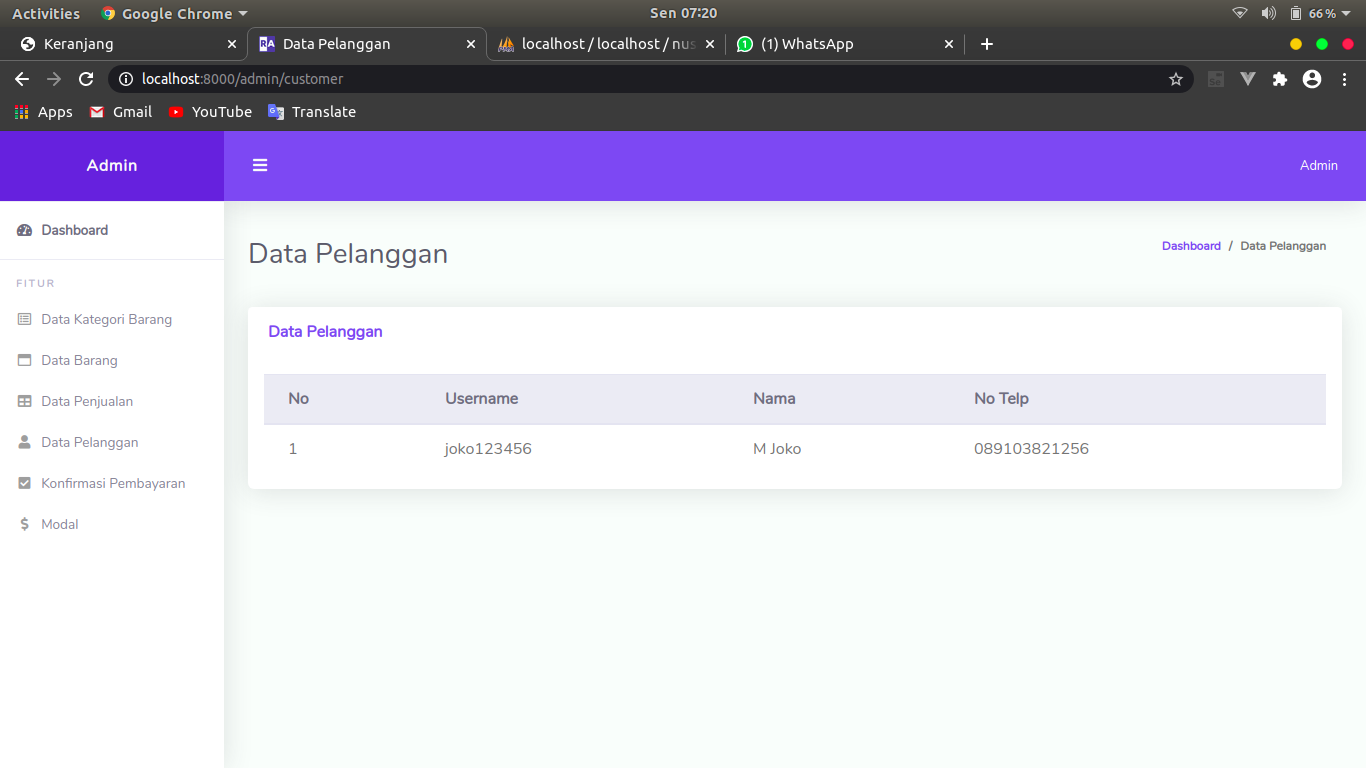 Activities Google Chrome Sen 07:20 66%
Keranjang RA Data Pelanggan localhost / localhost / nus 1 (1) WhatsApp
localhost:8000/admin/customer
Apps Gmail YouTube Translate
Admin Admin
Dashboard
Data Pelanggan Dashboard / Data Pelanggan
FITUR
Data Kategori Barang
Data Pelanggan
Data Barang
Data Penjualan
No Username Nama No Telp
Data Pelanggan
1 joko123456 M Joko 089103821256
Konfirmasi Pembayaran
Modal